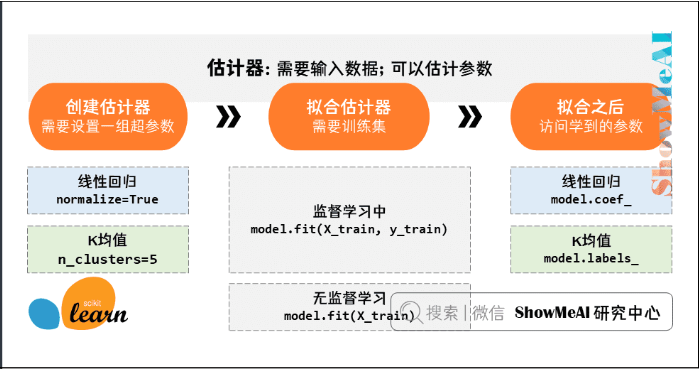 估计器: 需要输入数据; 可以估计参数
创建估计器
需要设置一组超参数
拟合估计器
需要训练集
拟合之后
访问学到的参数
线性回归
normalize=True
K均值
n_clusters=5
监督学习中
model.fit(X_train, y_train)
无监督学习
model.fit(X_train)
线性回归
model.coef_
K均值
model.labels_
scikit
learn
搜索 | 微信 ShowMeAI 研究中心
ShowMeAI